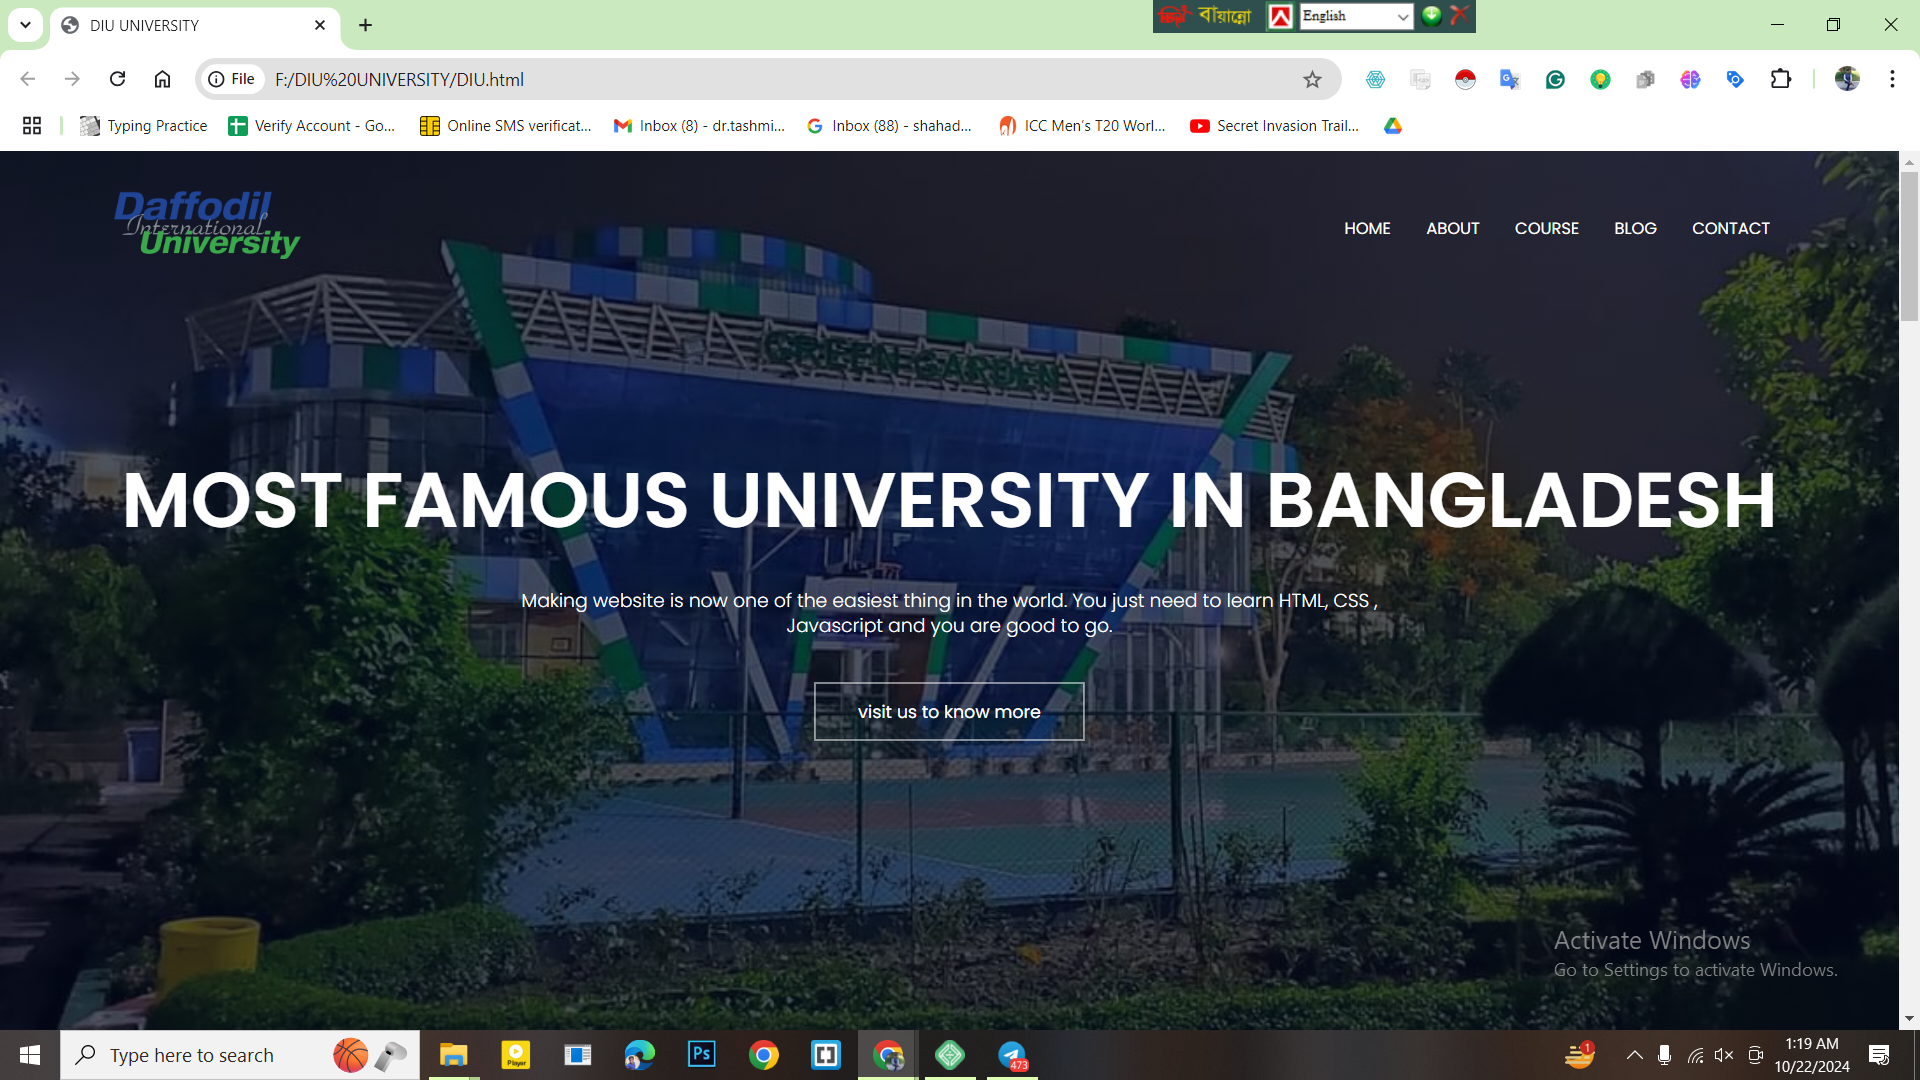 DIU UNIVERSITY
বায়ান্নো
English
File
F:/DIU%20UNIVERSITY/DIU.html
Typing Practice
Verify Account - Go...
Online SMS verificat...
Inbox (8) - dr.tashmi...
Inbox (88) - shahad...
ICC Men's T20 Worl...
Secret Invasion Trail...
Daffodil
International
University
HOME
ABOUT
COURSE
BLOG
CONTACT
GREEN GARDEN
MOST FAMOUS UNIVERSITY IN BANGLADESH
Making website is now one of the easiest thing in the world. You just need to learn HTML, CSS ,
Javascript and you are good to go.
visit us to know more
Activate Windows
Go to Settings to activate Windows.
Type here to search
Player
Ps
473
1
1:19 AM
10/22/2024